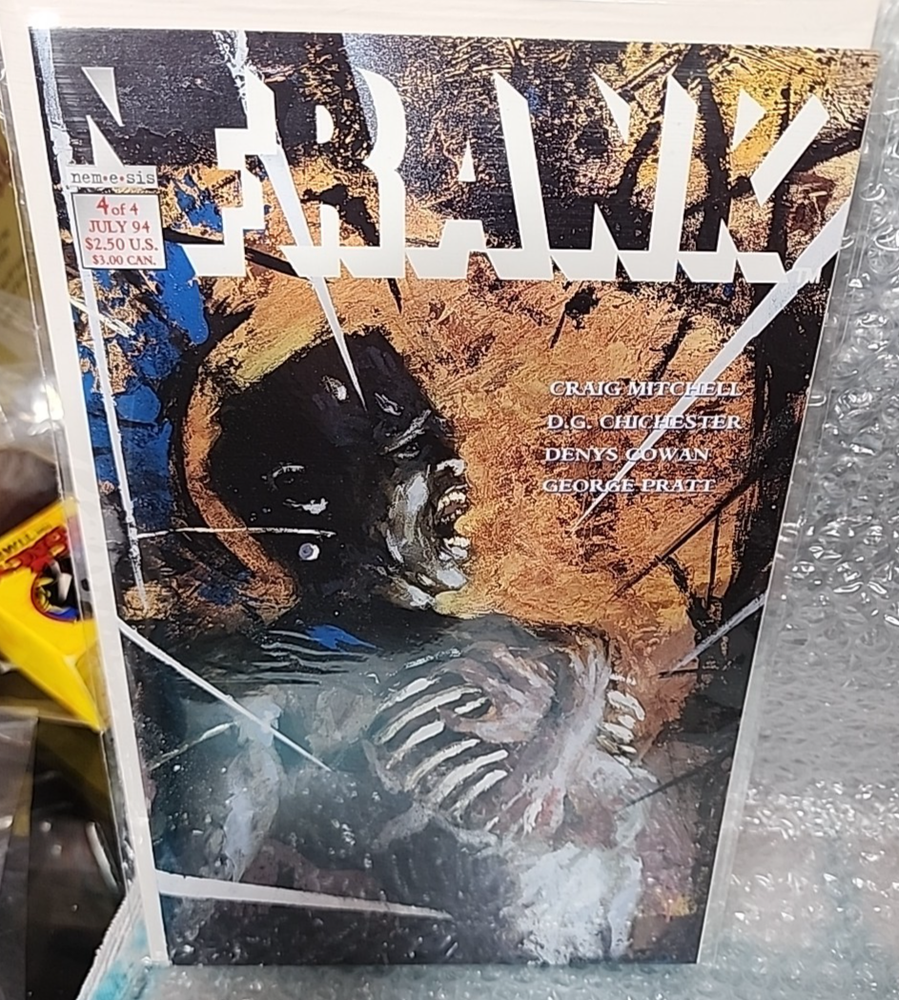 FRANK
TM
N
nem•e•sis
4 of 4
JULY 94
$2.50 U.S.
$3.00 CAN.
CRAIG MITCHELL
D.G. CHICHESTER
DENYS COWAN
GEORGE PRATT